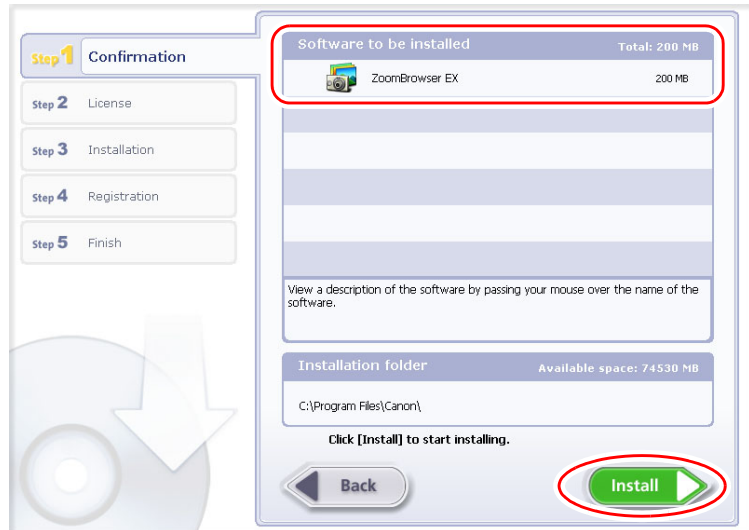 Step 1 Confirmation
Step 2 License
Step 3 Installation
Step 4 Registration
Step 5 Finish
Software to be installed Total: 200 MB
ZoomBrowser EX 200 MB
View a description of the software by passing your mouse over the name of the
software.
Installation folder Available space: 74530 MB
C:\Program Files\Canon\
Click [Install] to start installing.
Back
Install